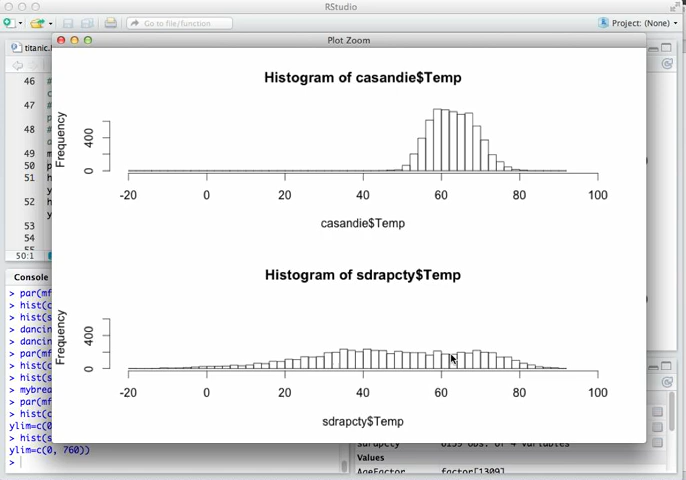 RStudio
Go to file/function
Project: (None)
Plot Zoom
titanic.
46 #
47 #
48 #
49 m
50 p
51 h
y
52 h
y
53
54
55
50:1
Histogram of casandie$Temp
Frequency
400
0
-20 0 20 40 60 80 100
casandie$Temp
Histogram of sdrapcty$Temp
Frequency
400
0
-20 0 20 40 60 80 100
sdrapcty$Temp
Console
> par(mf
> hist(c
> hist(s
> dancin
> dancin
> par(mf
> hist(c
> hist(s
> mybrea
> par(mf
> hist(c
ylim=c(0
> hist(s
ylim=c(0, 760))
>
Values
AgeFactor factor[1309]